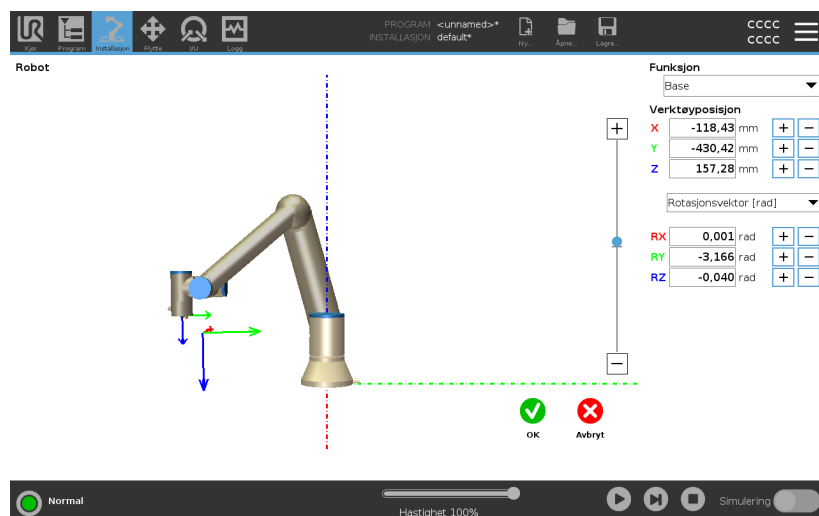 PROGRAM <unnamed>*
INSTALLASJON default*
CCCC
CCCC
Kjør Program Installasjon Flytte I/U Logg Ny... Åpne... Lagre...
Robot
Funksjon
Base
Verktøyposisjon
X -118,43 mm + −
Y -430,42 mm + −
Z 157,28 mm + −
Rotasjonsvektor [rad]
RX 0,001 rad + −
RY -3,166 rad + −
RZ -0,040 rad + −
OK Avbryt
Normal
Hastighet 100%
Simulering